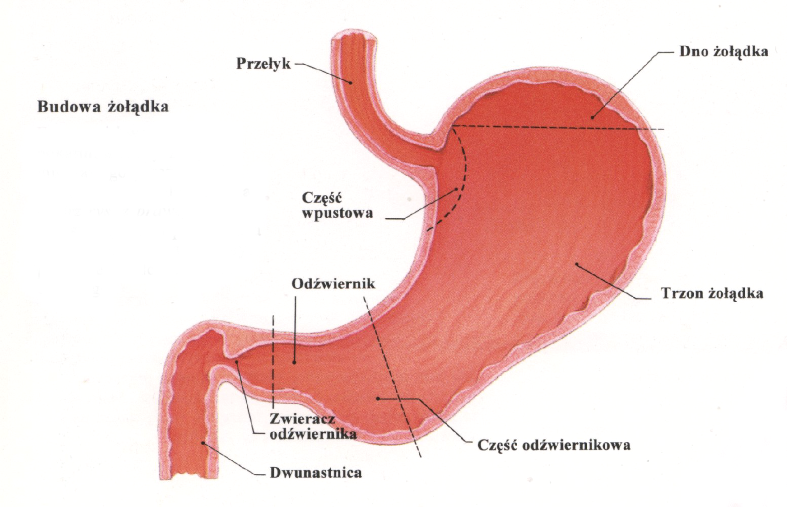 Dno żołądka
Przełyk
Budowa żołądka
Część
wpustowa
Odźwiernik
Trzon żołądka
Zwieracz
odźwiernika
Część odźwiernikowa
Dwunastnica